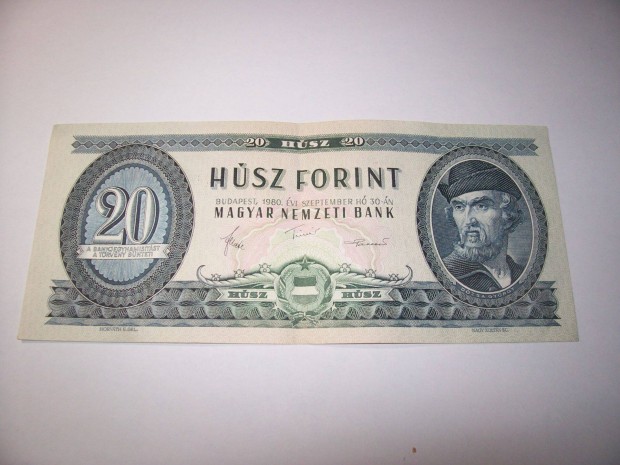 20 HÚSZ 20
HÚSZ FORINT
BUDAPEST, 1980. ÉVI SZEPTEMBER HÓ 30-ÁN
MAGYAR NEMZETI BANK
20
A BANKJEGYHAMISÍTÁST
A TÖRVÉNY BÜNTETI
HÚSZ HÚSZ